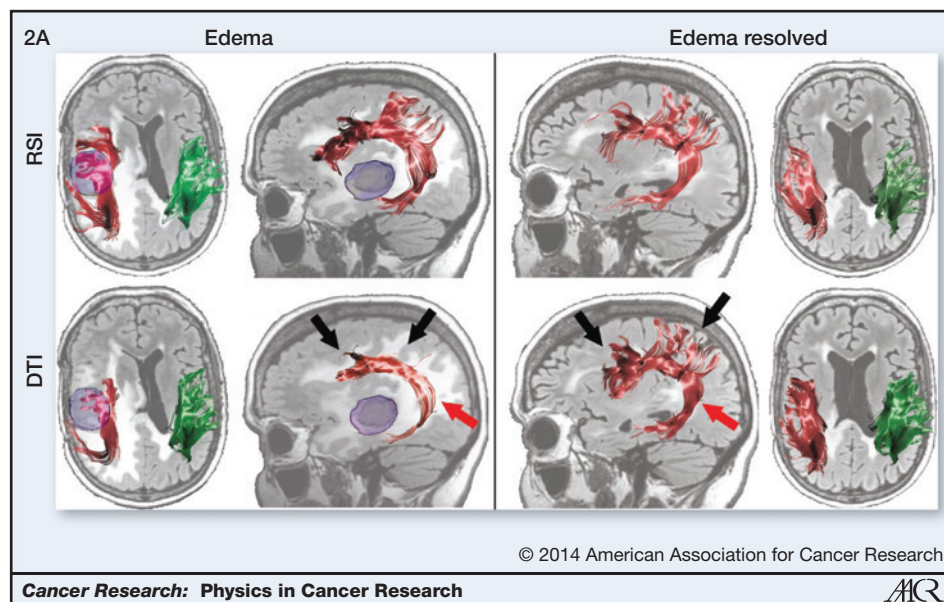 2A
Edema
Edema resolved
RSI
DTI
© 2014 American Association for Cancer Research
Cancer Research: Physics in Cancer Research
AACR